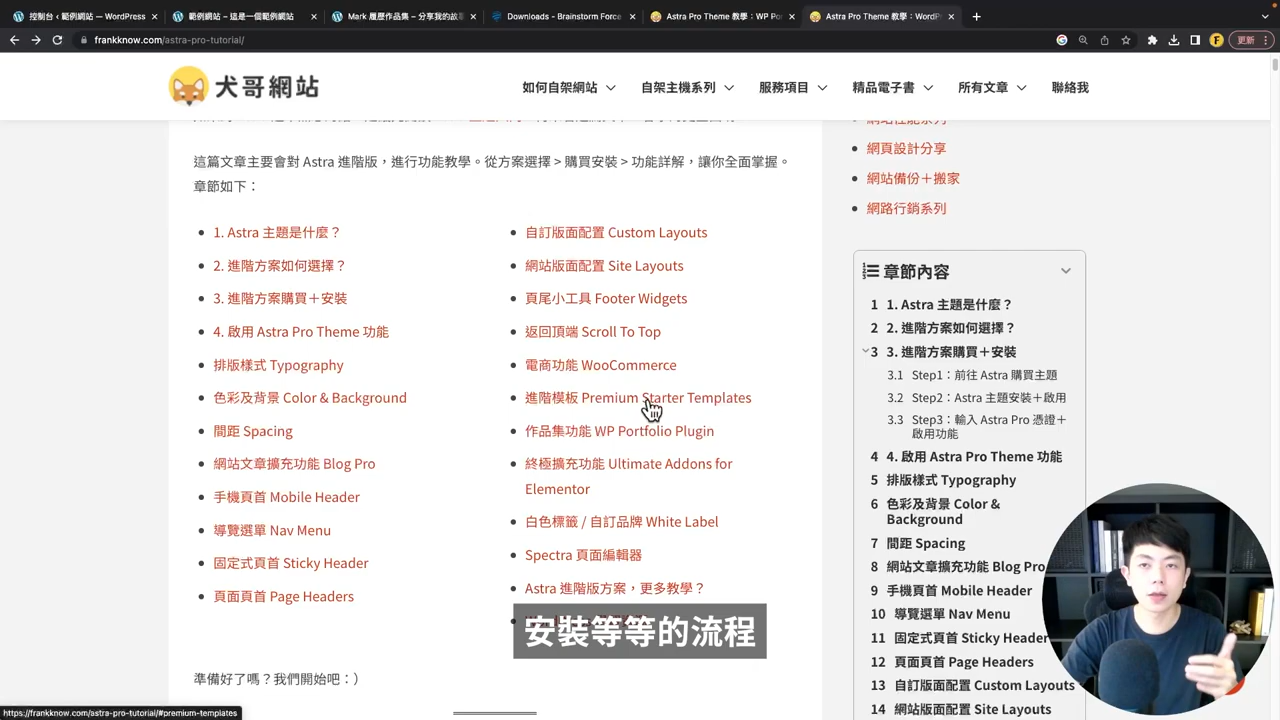 控制台 ‹ 範例網站 — WordPress
範例網站 – 這是一個範例網站
Mark 履歷作品集 – 分享我的故事
Downloads - Brainstorm Force
Astra Pro Theme 教學：WP Po
Astra Pro Theme 教學：WordP
frankknow.com/astra-pro-tutorial/
更新
犬哥網站
如何自架網站
自架主機系列
服務項目
精品電子書
所有文章
聯絡我
這篇文章主要會對 Astra 進階版，進行功能教學。從方案選擇 > 購買安裝 > 功能詳解，讓你全面掌握。
章節如下：
1. Astra 主題是什麼？
2. 進階方案如何選擇？
3. 進階方案購買＋安裝
4. 啟用 Astra Pro Theme 功能
排版樣式 Typography
色彩及背景 Color & Background
間距 Spacing
網站文章擴充功能 Blog Pro
手機頁首 Mobile Header
導覽選單 Nav Menu
固定式頁首 Sticky Header
頁面頁首 Page Headers
自訂版面配置 Custom Layouts
網站版面配置 Site Layouts
頁尾小工具 Footer Widgets
返回頂端 Scroll To Top
電商功能 WooCommerce
進階模板 Premium Starter Templates
作品集功能 WP Portfolio Plugin
終極擴充功能 Ultimate Addons for
Elementor
白色標籤 / 自訂品牌 White Label
Spectra 頁面編輯器
Astra 進階版方案，更多教學？
安裝等等的流程
準備好了嗎？我們開始吧：）
網站性能系列
網頁設計分享
網站備份＋搬家
網路行銷系列
章節內容
1 1. Astra 主題是什麼？
2 2. 進階方案如何選擇？
3 3. 進階方案購買＋安裝
3.1 Step1：前往 Astra 購買主題
3.2 Step2：Astra 主題安裝＋啟用
3.3 Step3：輸入 Astra Pro 憑證＋
啟用功能
4 4. 啟用 Astra Pro Theme 功能
5 排版樣式 Typography
6 色彩及背景 Color &
Background
7 間距 Spacing
8 網站文章擴充功能 Blog Pro
9 手機頁首 Mobile Header
10 導覽選單 Nav Menu
11 固定式頁首 Sticky Header
12 頁面頁首 Page Headers
13 自訂版面配置 Custom Layouts
14 網站版面配置 Site Layouts
https://frankknow.com/astra-pro-tutorial/#premium-templates